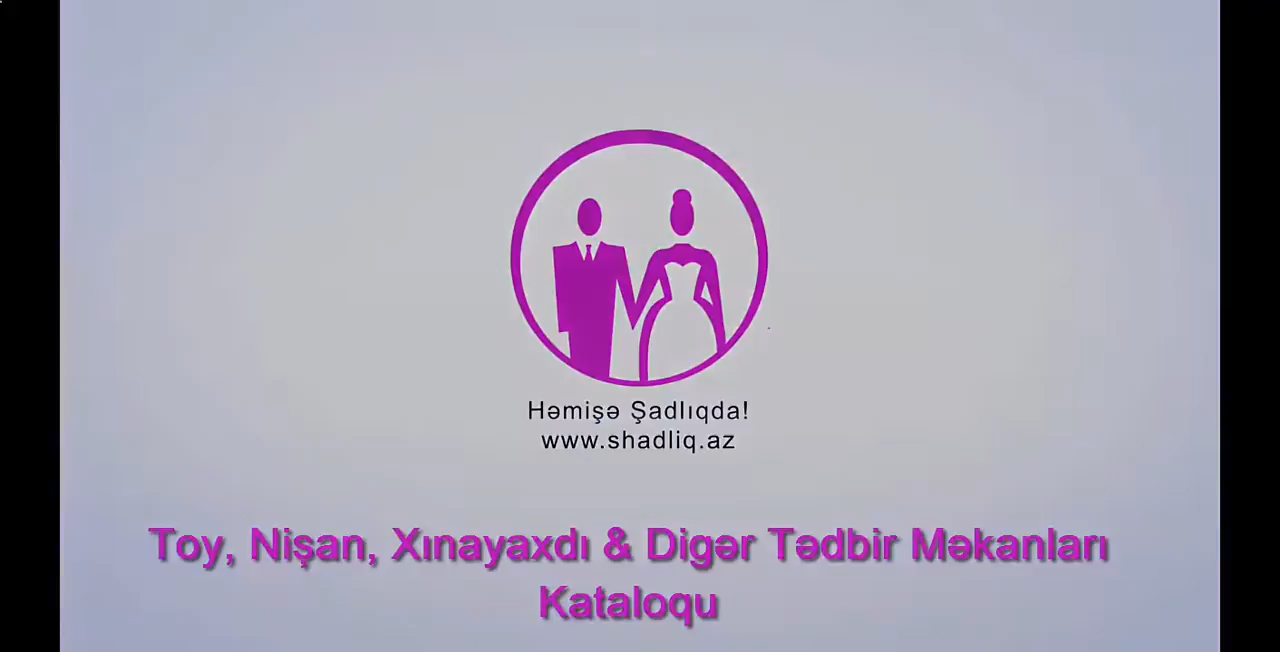 Həmişə Şadlıqda!
www.shadliq.az
Toy, Nişan, Xınayaxdı & Digər Tədbir Məkanları
Kataloqu